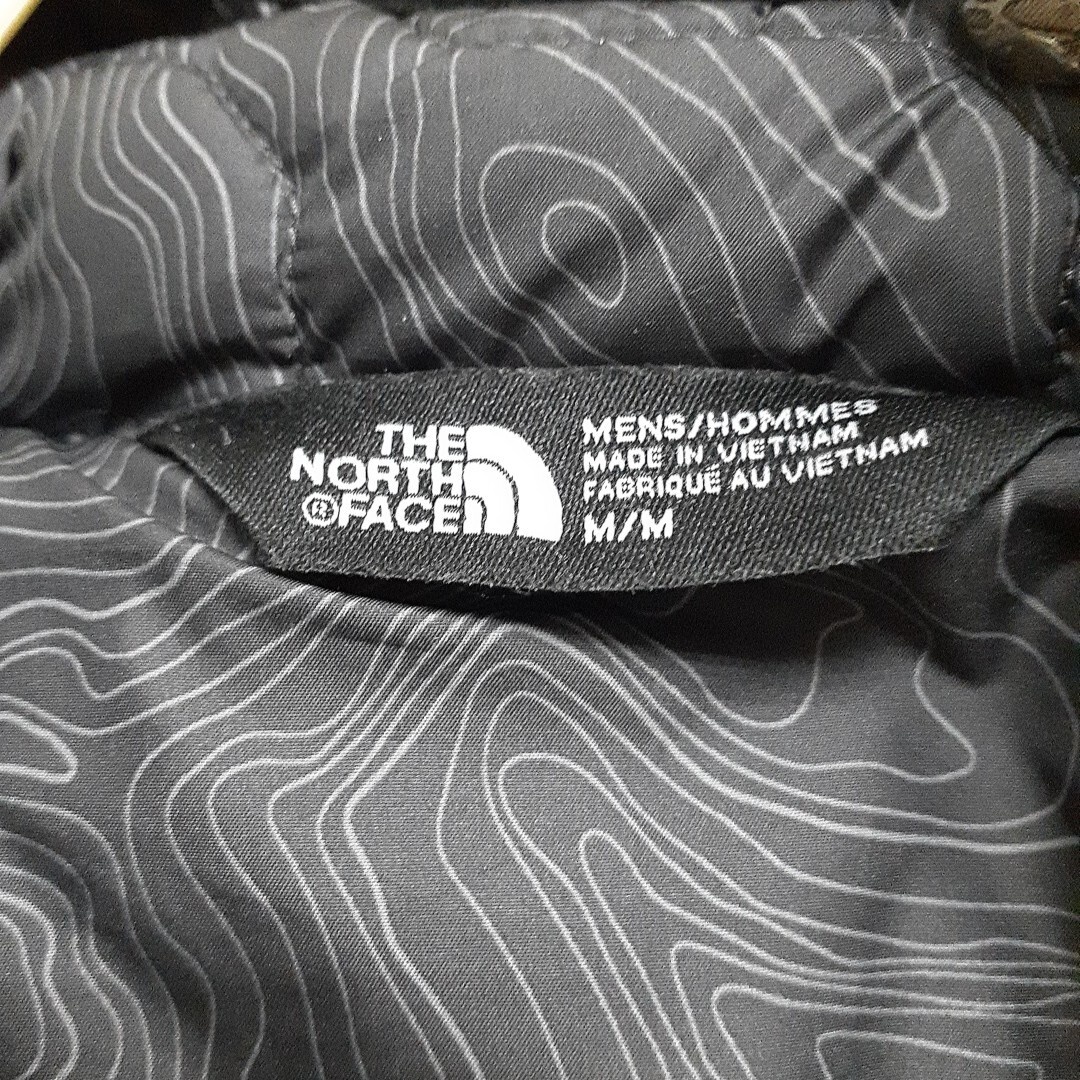 THE
NORTH
®FACE
MENS/HOMMES
MADE IN VIETNAM
FABRIQUÉ AU VIETNAM
M/M